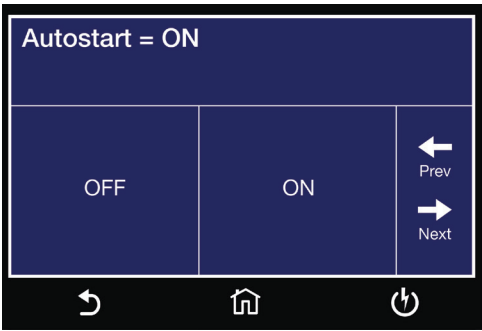 Autostart = ON
OFF
ON
Prev
Next